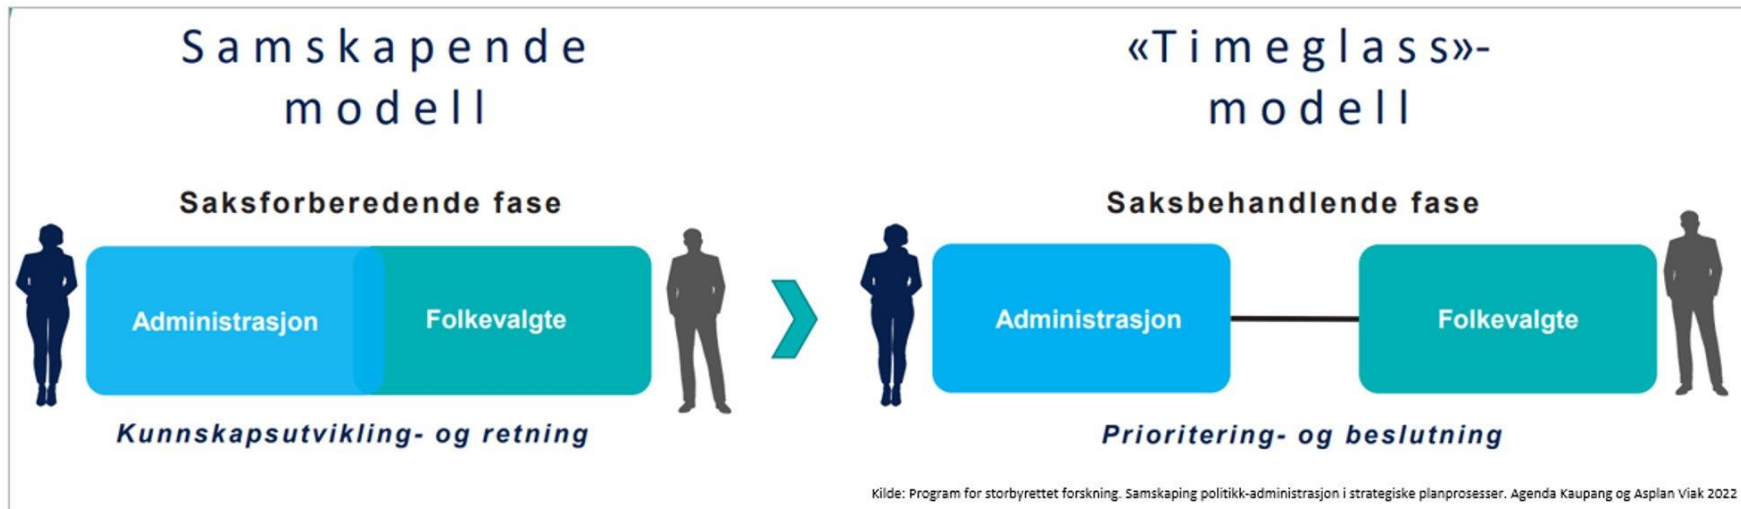 Samskapende
modell
Saksforberedende fase
Administrasjon
Folkevalgte
Kunnskapsutvikling- og retning
«Timeglass»-
modell
Saksbehandlende fase
Administrasjon
Folkevalgte
Prioritering- og beslutning
Kilde: Program for storbyrettet forskning. Samskaping politikk-administrasjon i strategiske planprosesser. Agenda Kaupang og Asplan Viak 2022